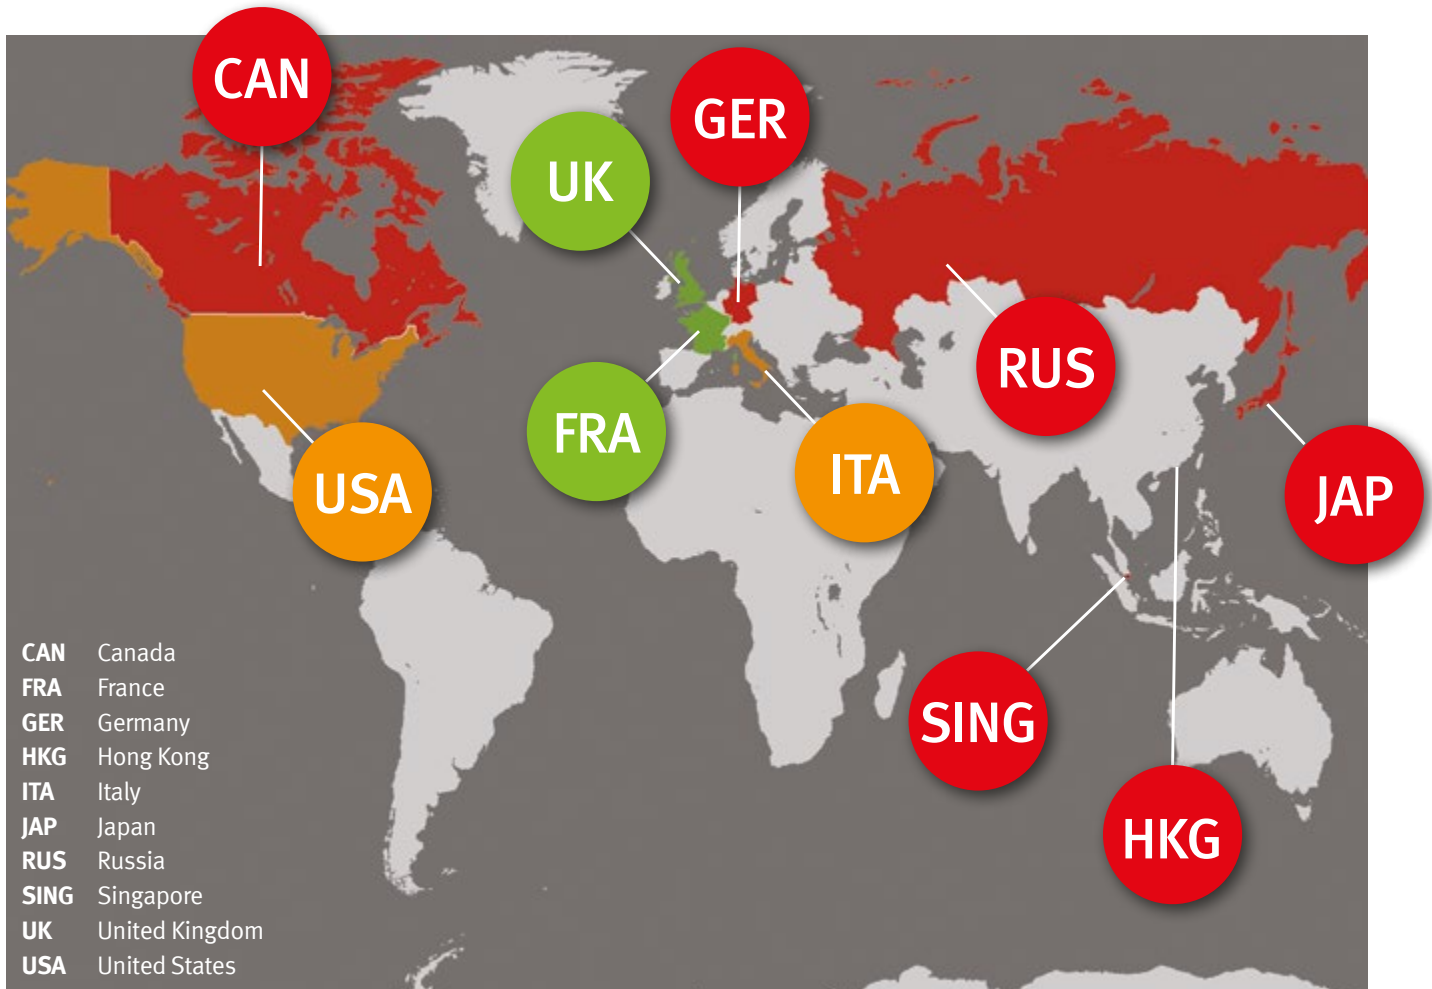 CAN
GER
UK
RUS
FRA
ITA
USA
JAP
SING
HKG
CAN Canada
FRA France
GER Germany
HKG Hong Kong
ITA Italy
JAP Japan
RUS Russia
SING Singapore
UK United Kingdom
USA United States